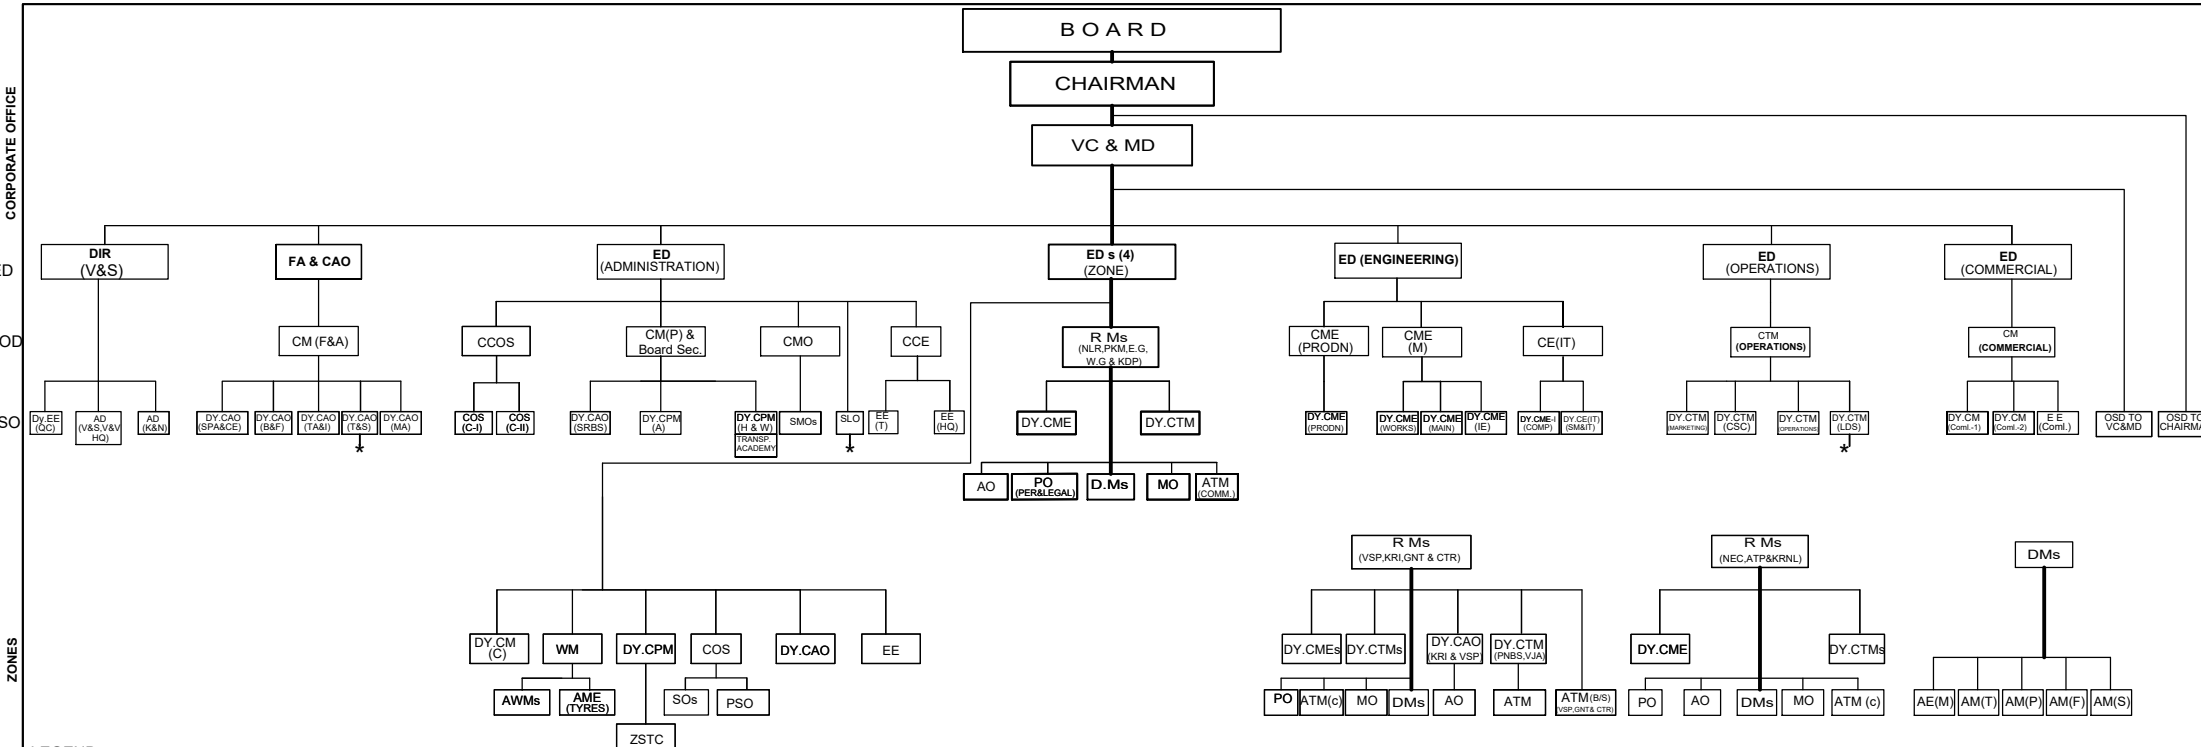 B O A R D
CHAIRMAN
VC & MD
CORPORATE OFFICE
ED
DIR
(V&S)
FA & CAO
ED
(ADMINISTRATION)
ED s (4)
(ZONE)
ED (ENGINEERING)
ED
(OPERATIONS)
ED
(COMMERCIAL)
OD
CM (F&A)
CCOS
CM(P) &
Board Sec.
CMO
CCE
R Ms
(NLR,PKM,E.G,
W.G & KDP)
CME
(PRODN)
CME
(M)
CE(IT)
CTM
(OPERATIONS)
CM
(COMMERCIAL)
SO
Dy.EE
(QC)
AD
(V&S,V&V
HQ)
AD
(K&N)
DY.CAO
(SPA&CE)
DY.CAO
(B&F)
DY.CAO
(TA&I)
DY.CAO
(T&S)
*
DY.CAO
(MA)
COS
(C-I)
COS
(C-II)
DY.CAO
(SRBS)
DY.CPM
(A)
DY.CPM
(H & W)
TRANSP.
ACADEMY
SMOs
SLO
*
EE
(T)
EE
(HQ)
DY.CME
DY.CTM
DY.CME
(PRODN)
DY.CME
(WORKS)
DY.CME
(MAIN)
DY.CME
(IE)
DY.CME-I
(COMP)
DY.CE(IT)
(SM&IT)
DY.CTM
(MARKETING)
DY.CTM
(CSC)
DY.CTM
(OPERATIONS)
DY.CTM
(LDS)
*
DY.CM
(Coml.-1)
DY.CM
(Coml.-2)
E E
(Coml.)
OSD TO
VC&MD
OSD TO
CHAIRMA
AO
PO
(PER&LEGAL)
D.Ms
MO
ATM
(COMM.)
R Ms
(VSP,KRI,GNT & CTR)
R Ms
(NEC,ATP&KRNL)
DMs
ZONES
DY.CM
(C)
WM
DY.CPM
COS
DY.CAO
EE
DY.CMEs
DY.CTMs
DY.CAO
(KRI & VSP)
DY.CTM
(PNBS,VJA)
DY.CME
DY.CTMs
AWMs
AME
(TYRES)
SOs
PSO
ZSTC
PO
ATM(c)
MO
DMs
AO
ATM
ATM(B/S)
(VSP,GNT& CTR)
PO
AO
DMs
MO
ATM (c)
AE(M)
AM(T)
AM(P)
AM(F)
AM(S)